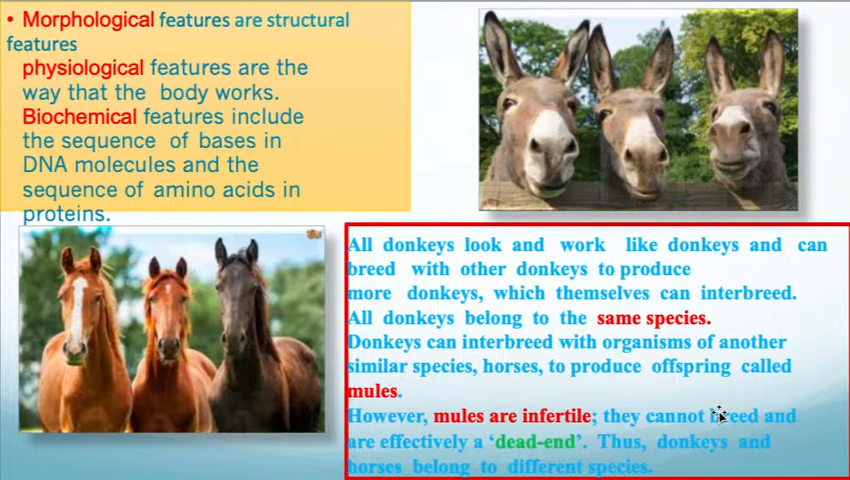 • Morphological features are structural
features
physiological features are the
way that the body works.
Biochemical features include
the sequence of bases in
DNA molecules and the
sequence of amino acids in
proteins.
All donkeys look and work like donkeys and can
breed with other donkeys to produce
more donkeys, which themselves can interbreed.
All donkeys belong to the same species.
Donkeys can interbreed with organisms of another
similar species, horses, to produce offspring called
mules.
However, mules are infertile; they cannot breed and
are effectively a ‘dead-end’. Thus, donkeys and
horses belong to different species.